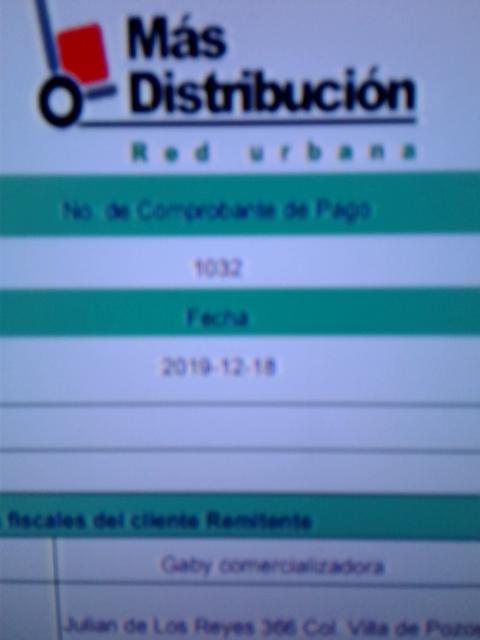 Más
Distribución
Red urbana
No. de Comprobante de Pago
1032
Fecha
2019-12-18
fiscales del cliente Remitente
Gaby comercializadora
Julian de Los Reyes 366 Col. Villa de Pozos